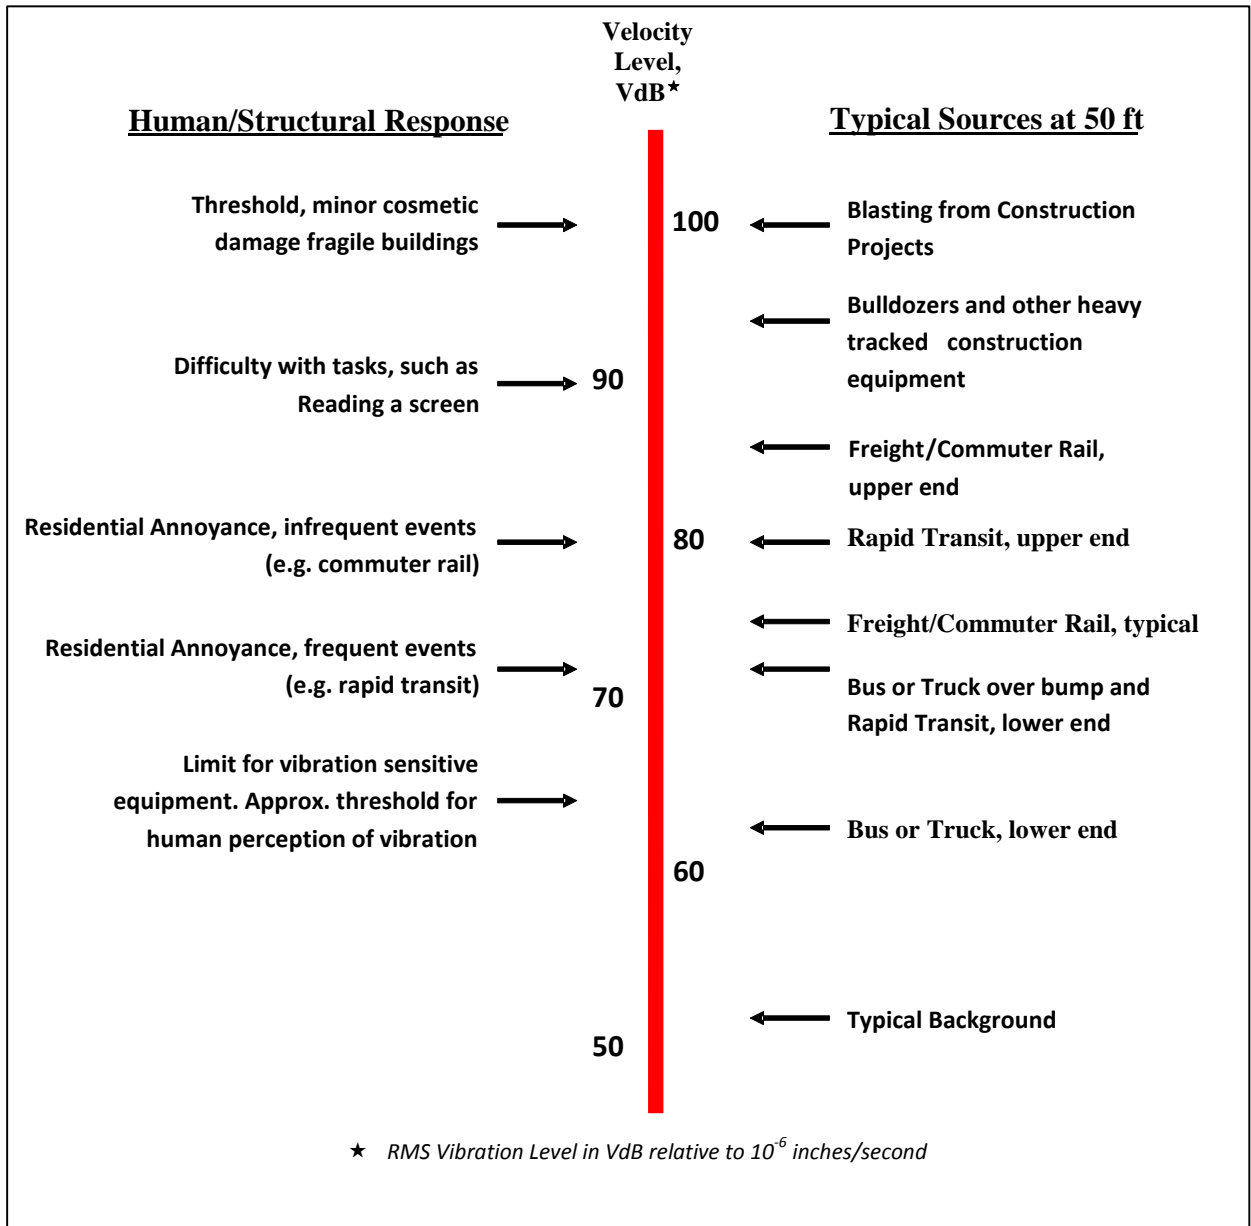 Velocity
Level,
VdB★
Human/Structural Response
Typical Sources at 50 ft
Threshold, minor cosmetic
damage fragile buildings
100
Blasting from Construction
Projects
Bulldozers and other heavy
tracked construction
equipment
Difficulty with tasks, such as
Reading a screen
90
Freight/Commuter Rail,
upper end
Residential Annoyance, infrequent events
(e.g. commuter rail)
80
Rapid Transit, upper end
Freight/Commuter Rail, typical
Residential Annoyance, frequent events
(e.g. rapid transit)
70
Bus or Truck over bump and
Rapid Transit, lower end
Limit for vibration sensitive
equipment. Approx. threshold for
human perception of vibration
Bus or Truck, lower end
60
Typical Background
50
★ RMS Vibration Level in VdB relative to 10⁻⁶ inches/second